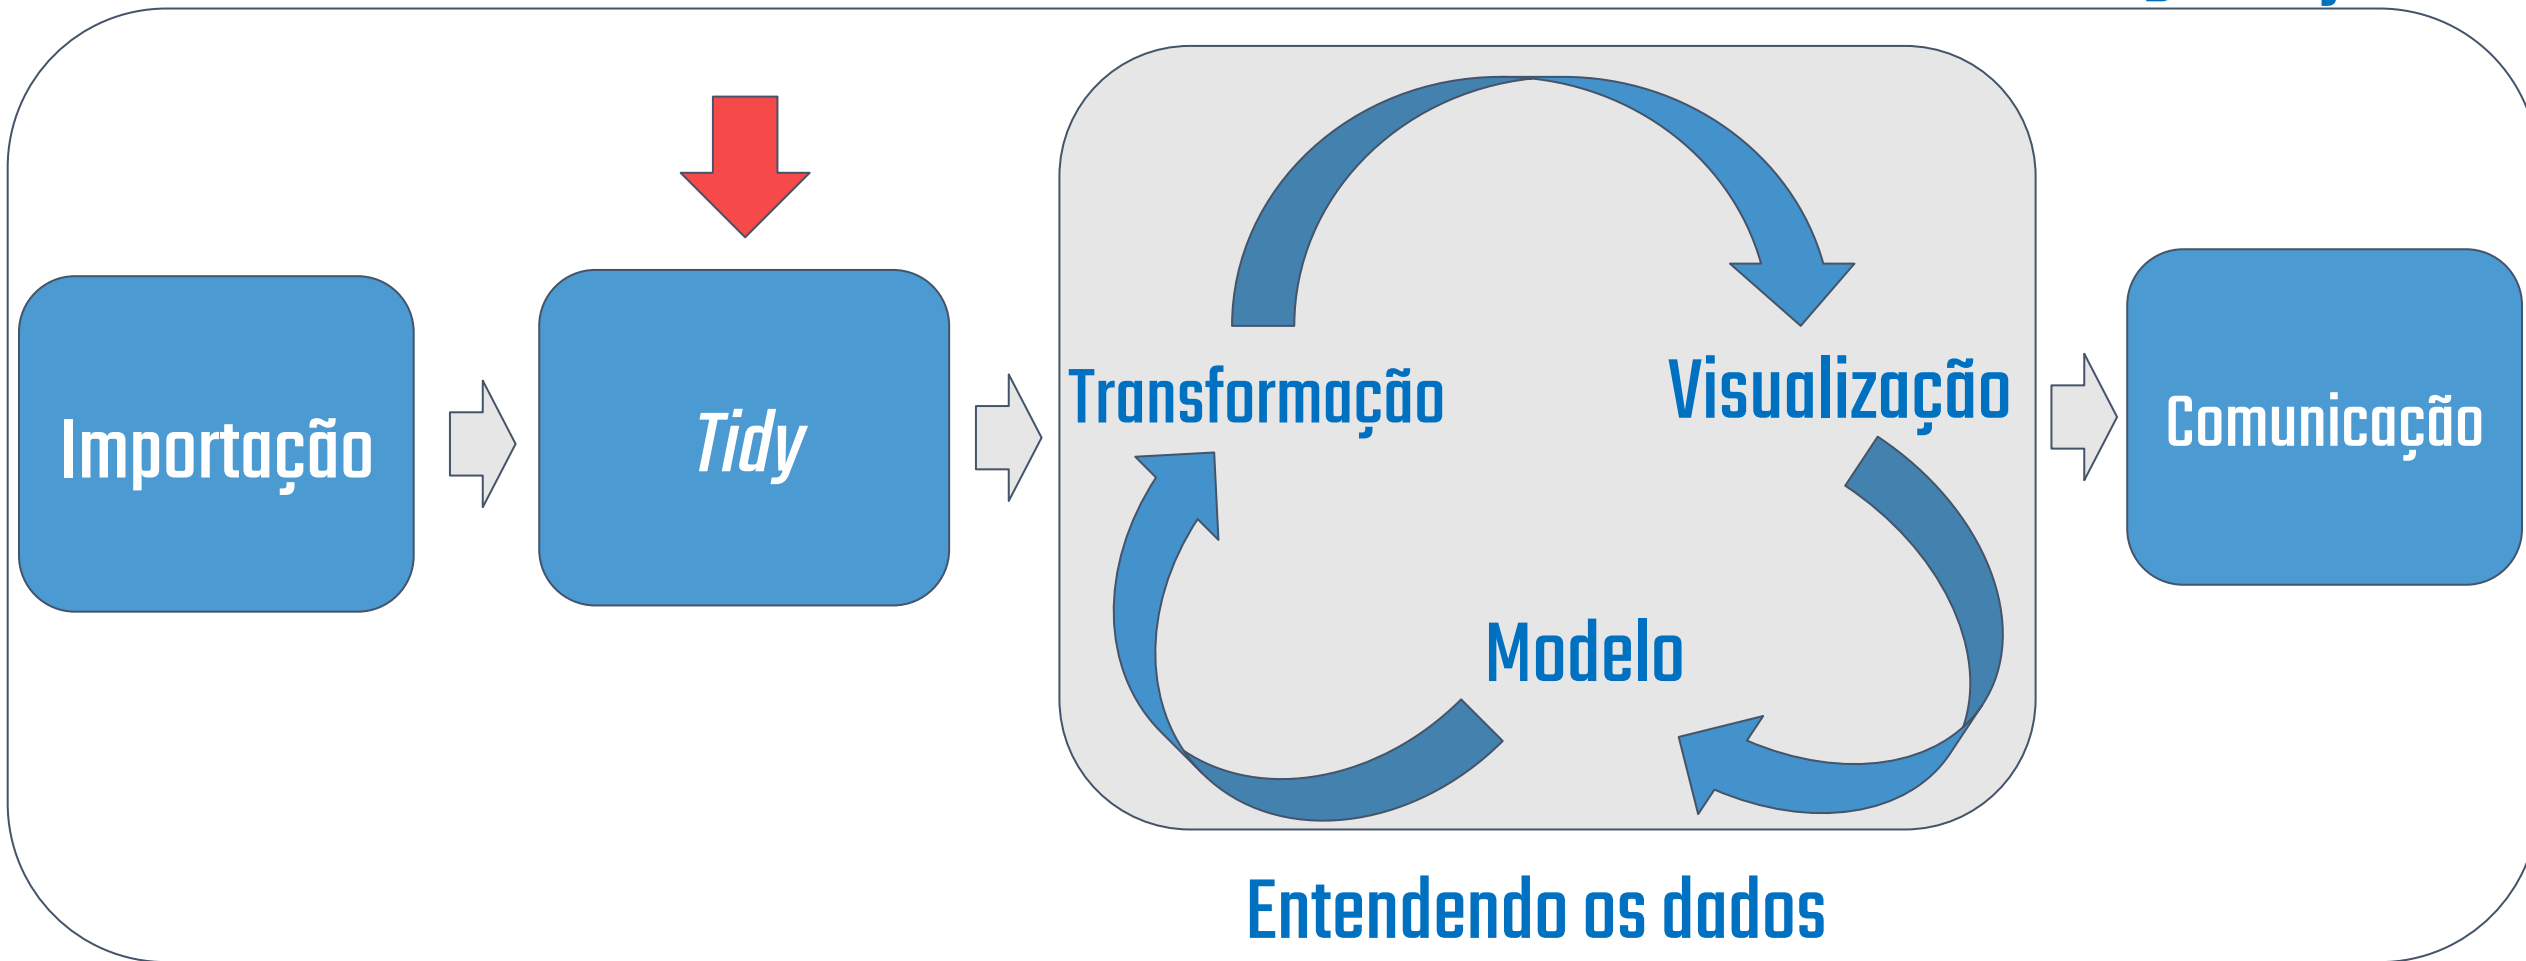 Importação
Tidy
Transformação
Visualização
Modelo
Comunicação
Entendendo os dados